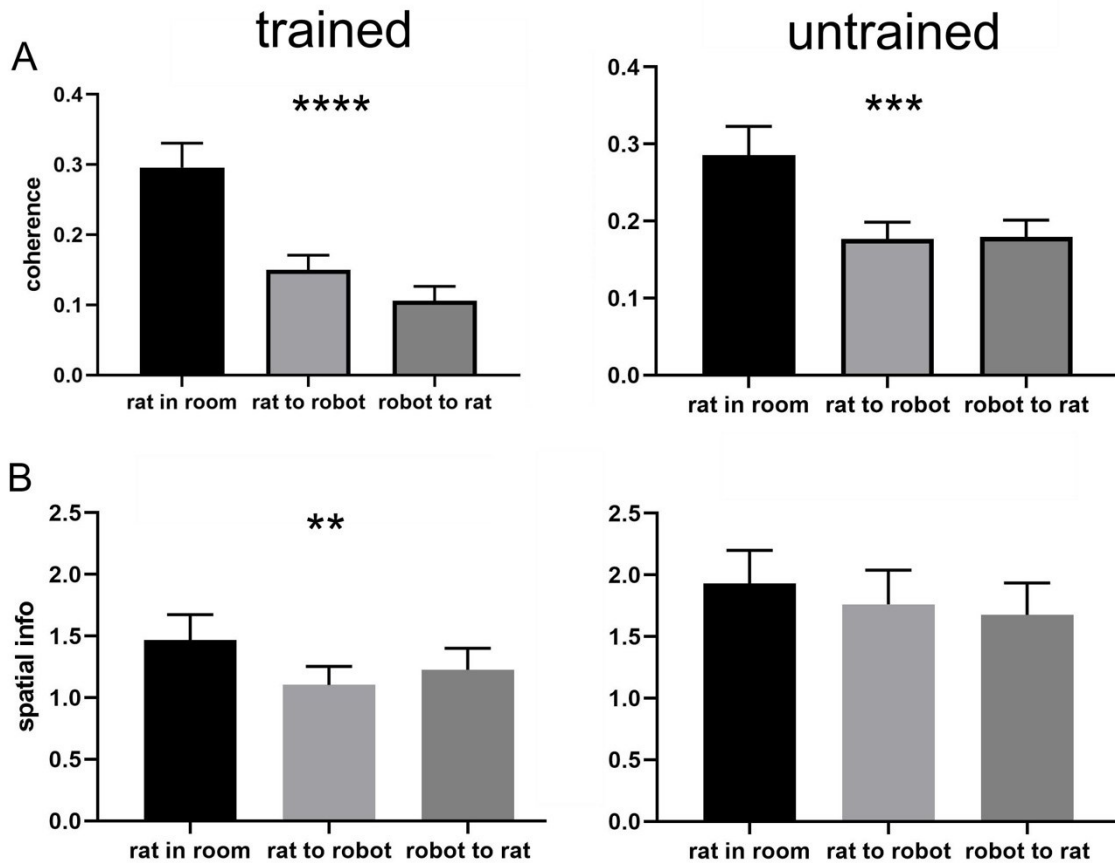 trained
untrained
A
coherence
0.4
0.3
0.2
0.1
0.0
****
rat in room
rat to robot
robot to rat
0.4
0.3
0.2
0.1
0.0
***
rat in room
rat to robot
robot to rat
B
spatial info
2.5
2.0
1.5
1.0
0.5
0.0
**
rat in room
rat to robot
robot to rat
2.5
2.0
1.5
1.0
0.5
0.0
rat in room
rat to robot
robot to rat